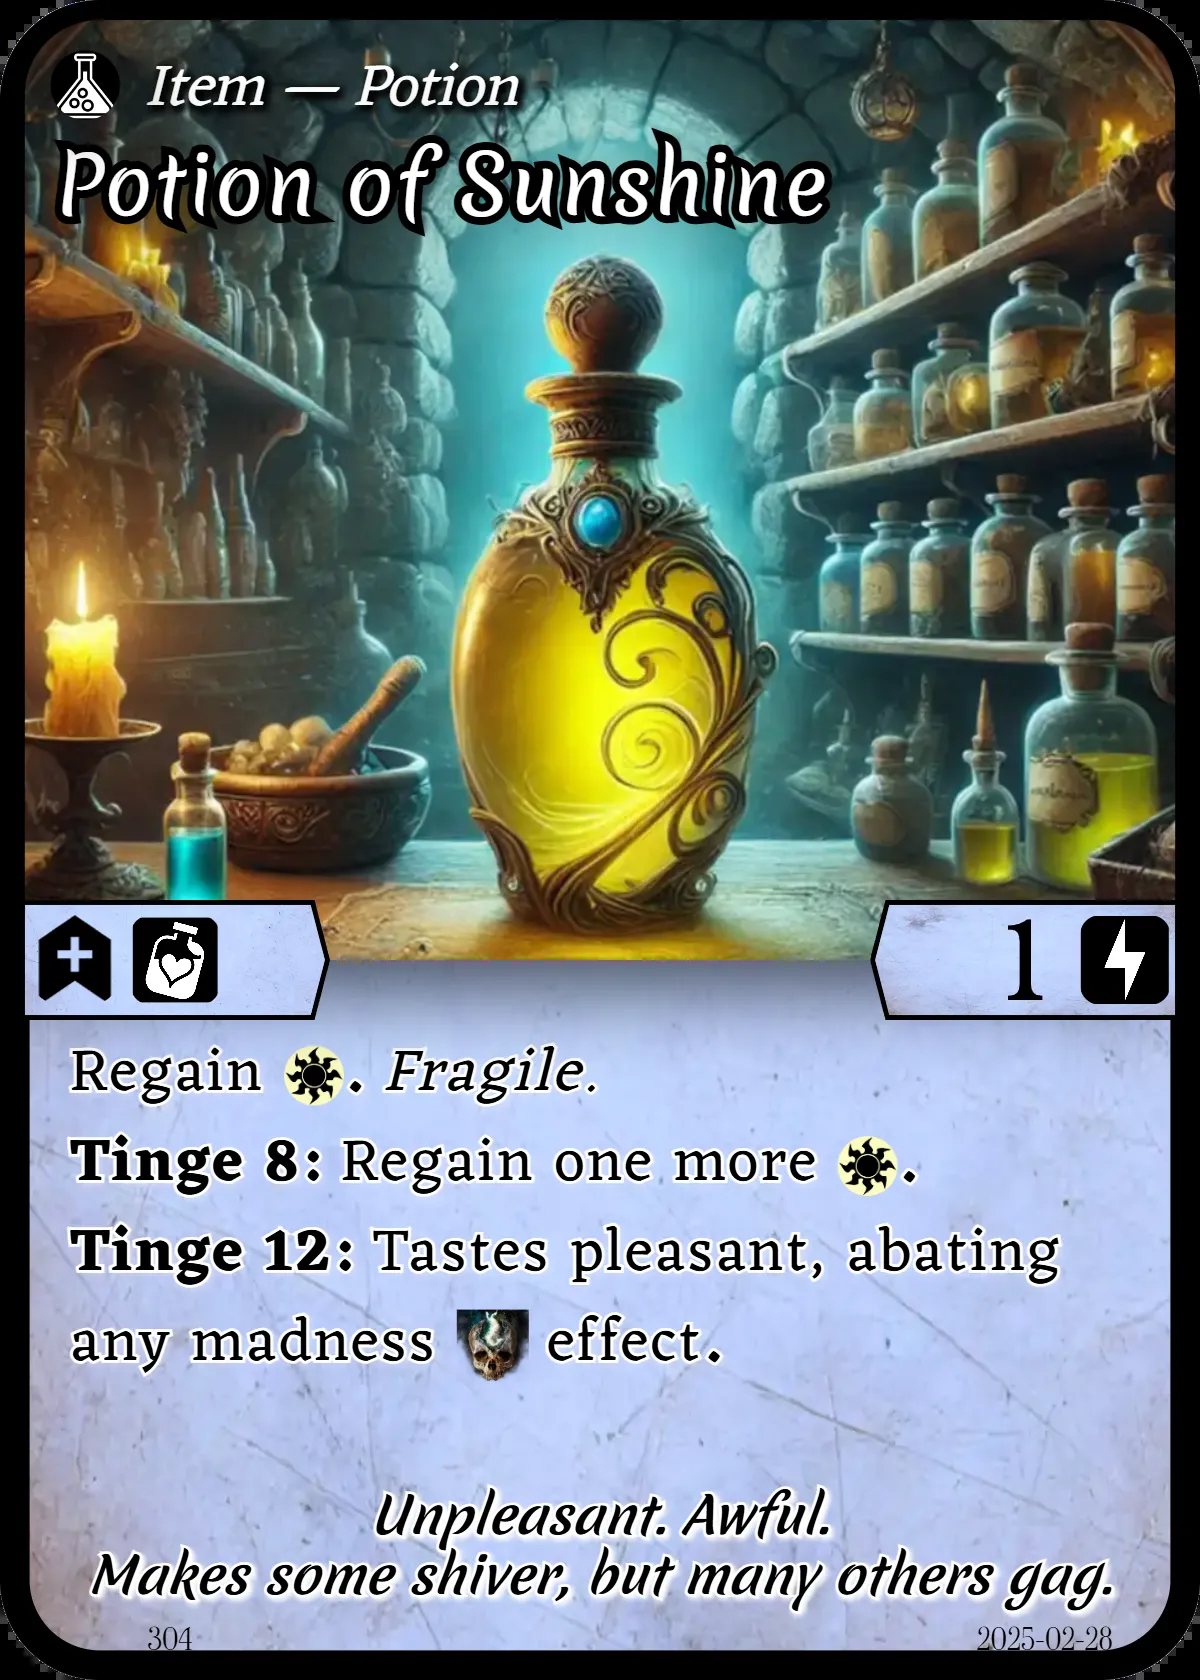 Item — Potion
Potion of Sunshine
1
Regain . Fragile.
Tinge 8: Regain one more .
Tinge 12: Tastes pleasant, abating
any madness effect.
Unpleasant. Awful.
Makes some shiver, but many others gag.
304
2025-02-28